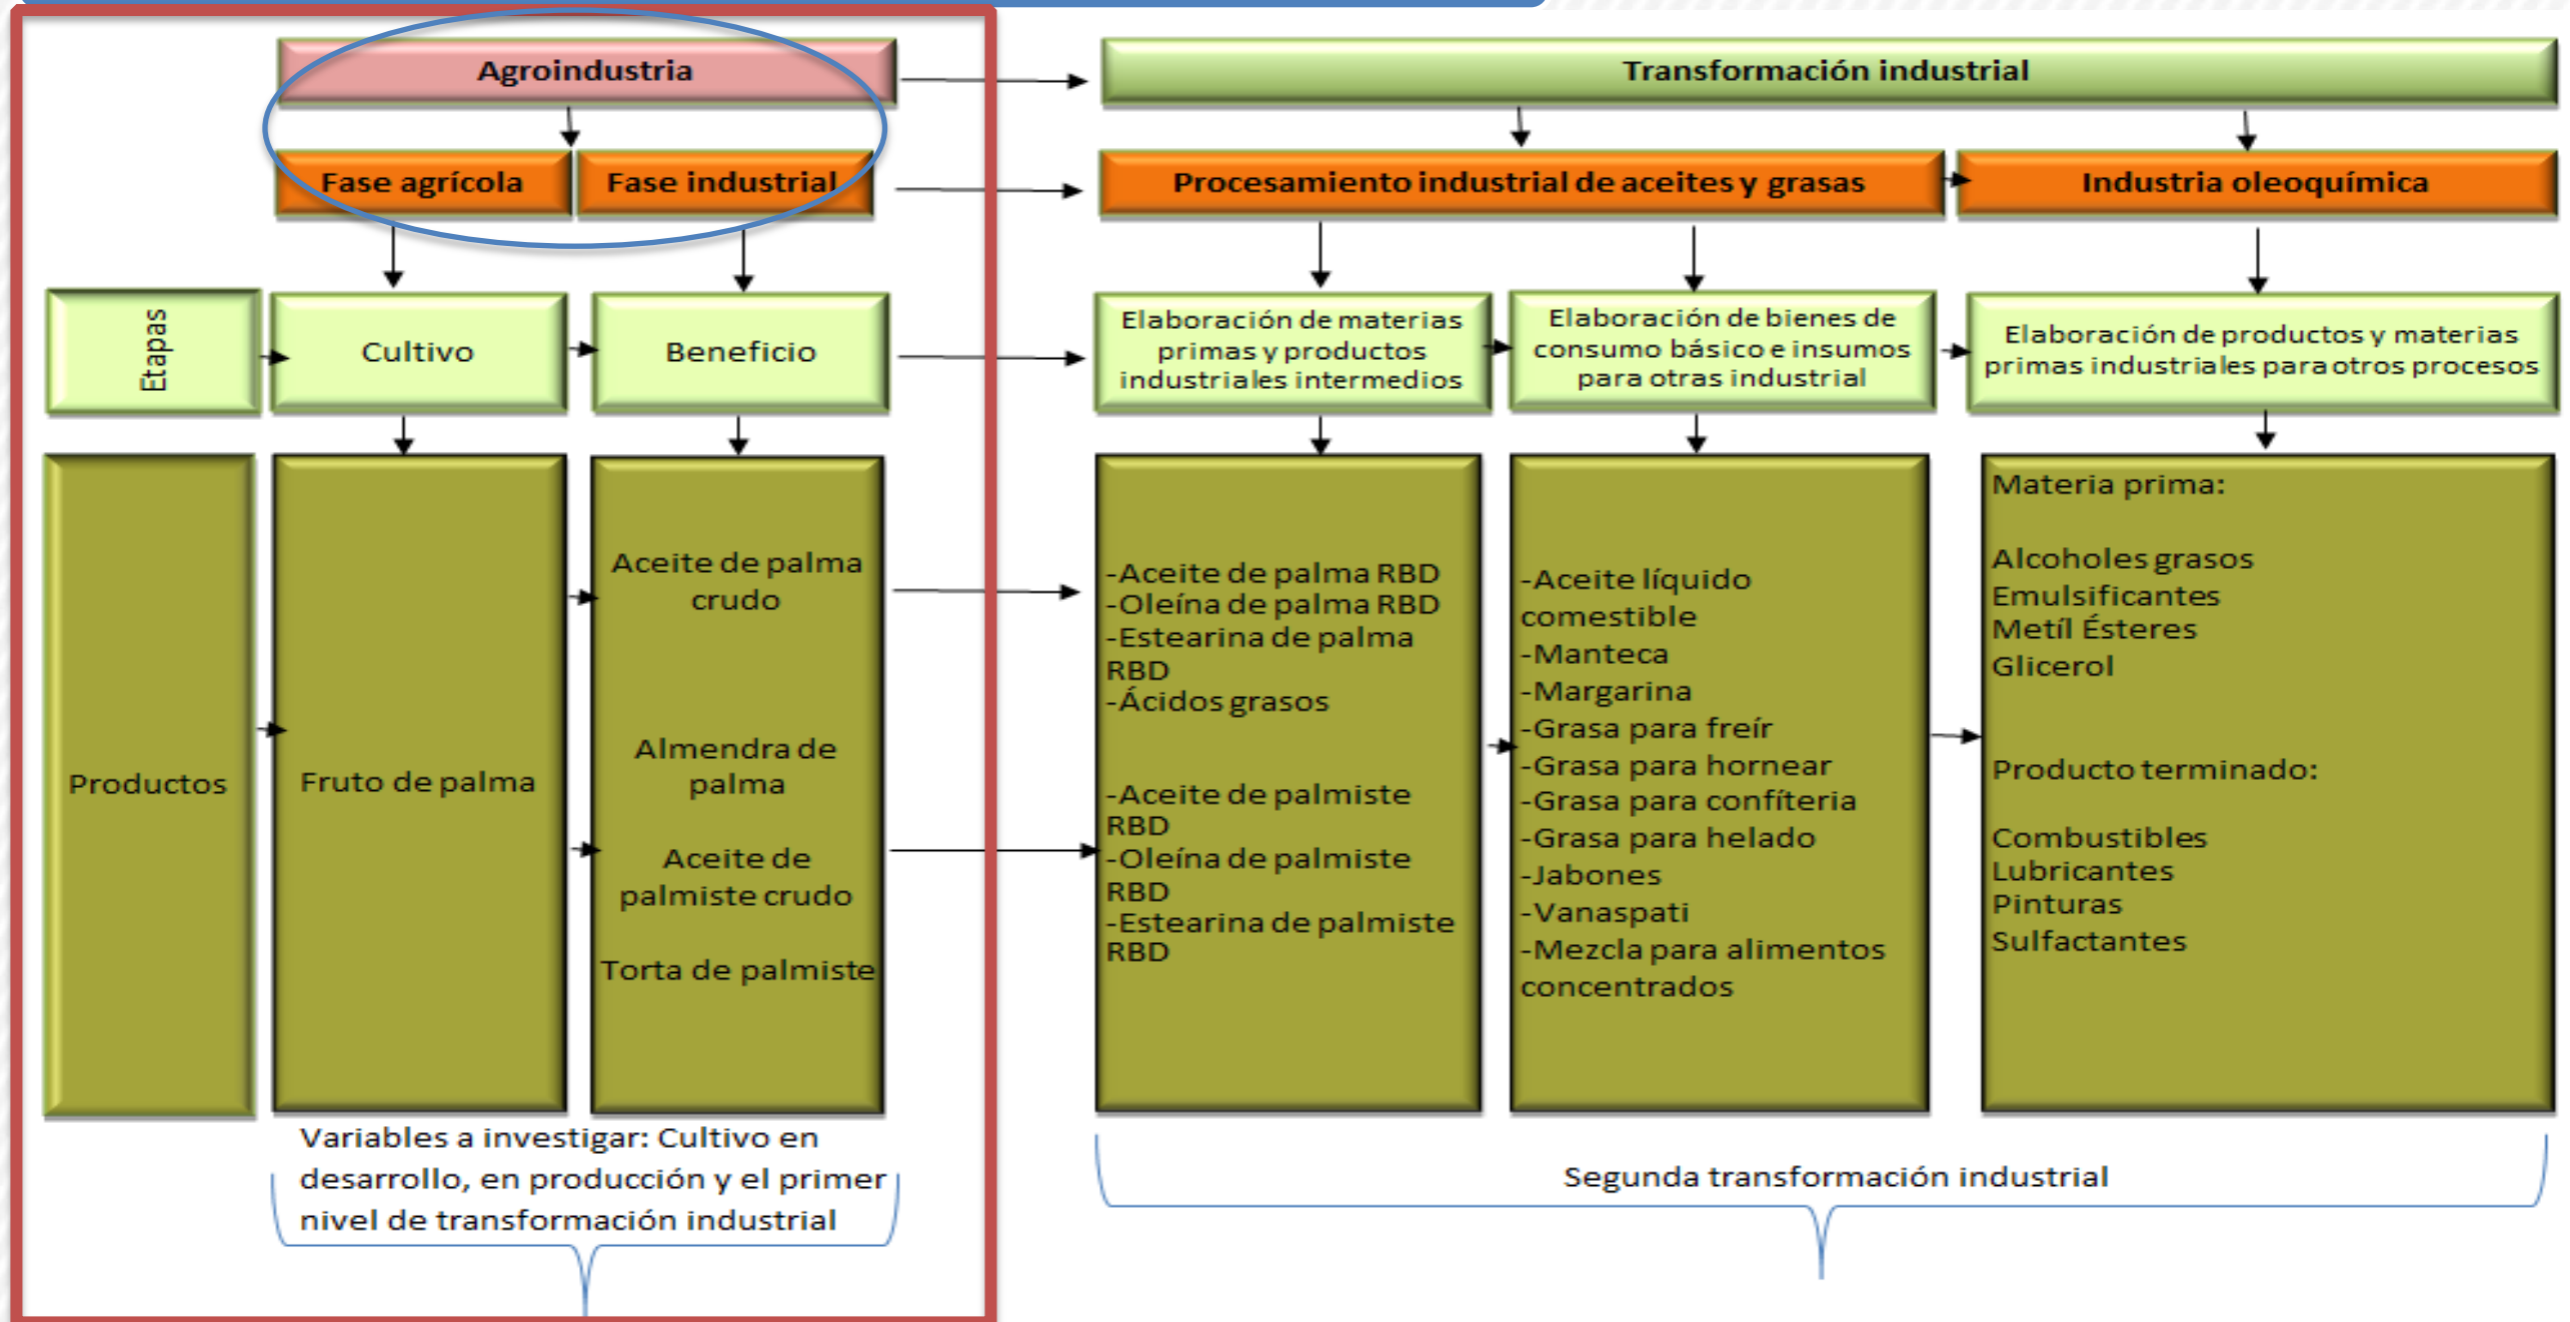 Agroindustria
Transformación industrial
Fase agrícola
Fase industrial
Procesamiento industrial de aceites y grasas
Industria oleoquímica
Etapas
Cultivo
Beneficio
Elaboración de materias
primas y productos
industriales intermedios
Elaboración de bienes de
consumo básico e insumos
para otras industrial
Elaboración de productos y materias
primas industriales para otros procesos
Productos
Fruto de palma
Aceite de palma
crudo
Almendra de
palma
Aceite de
palmiste crudo
Torta de palmiste
-Aceite de palma RBD
-Oleína de palma RBD
-Estearina de palma
RBD
-Ácidos grasos
-Aceite de palmiste
RBD
-Oleína de palmiste
RBD
-Estearina de palmiste
RBD
-Aceite líquido
comestible
-Manteca
-Margarina
-Grasa para freír
-Grasa para hornear
-Grasa para confíteria
-Grasa para helado
-Jabones
-Vanaspati
-Mezcla para alimentos
concentrados
Materia prima:
Alcoholes grasos
Emulsificantes
Metíl Ésteres
Glicerol
Producto terminado:
Combustibles
Lubricantes
Pinturas
Sulfactantes
Variables a investigar: Cultivo en
desarrollo, en producción y el primer
nivel de transformación industrial
Segunda transformación industrial